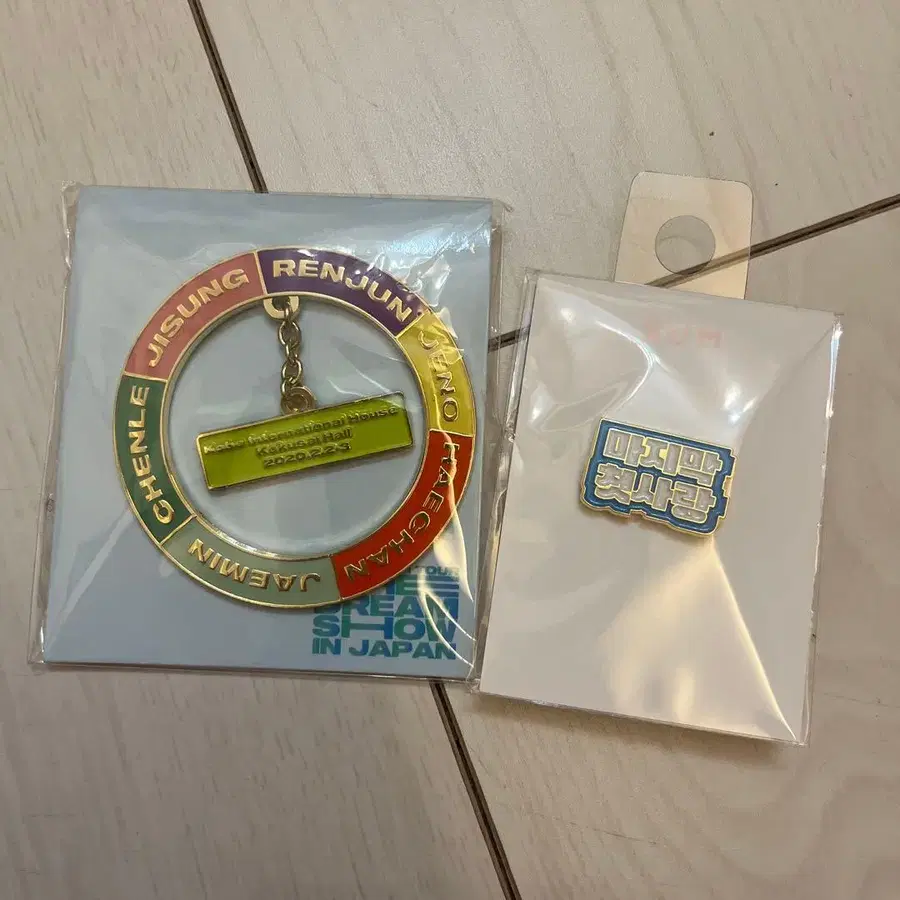 RENJUN
JENO
HAECHAN
JAEMIN
CHENLE
JISUNG
Kobe International House
Kokusai Hall
2020.2.2-3
TOUR
THE
DREAM
SHOW
IN JAPAN
마지막
첫사랑